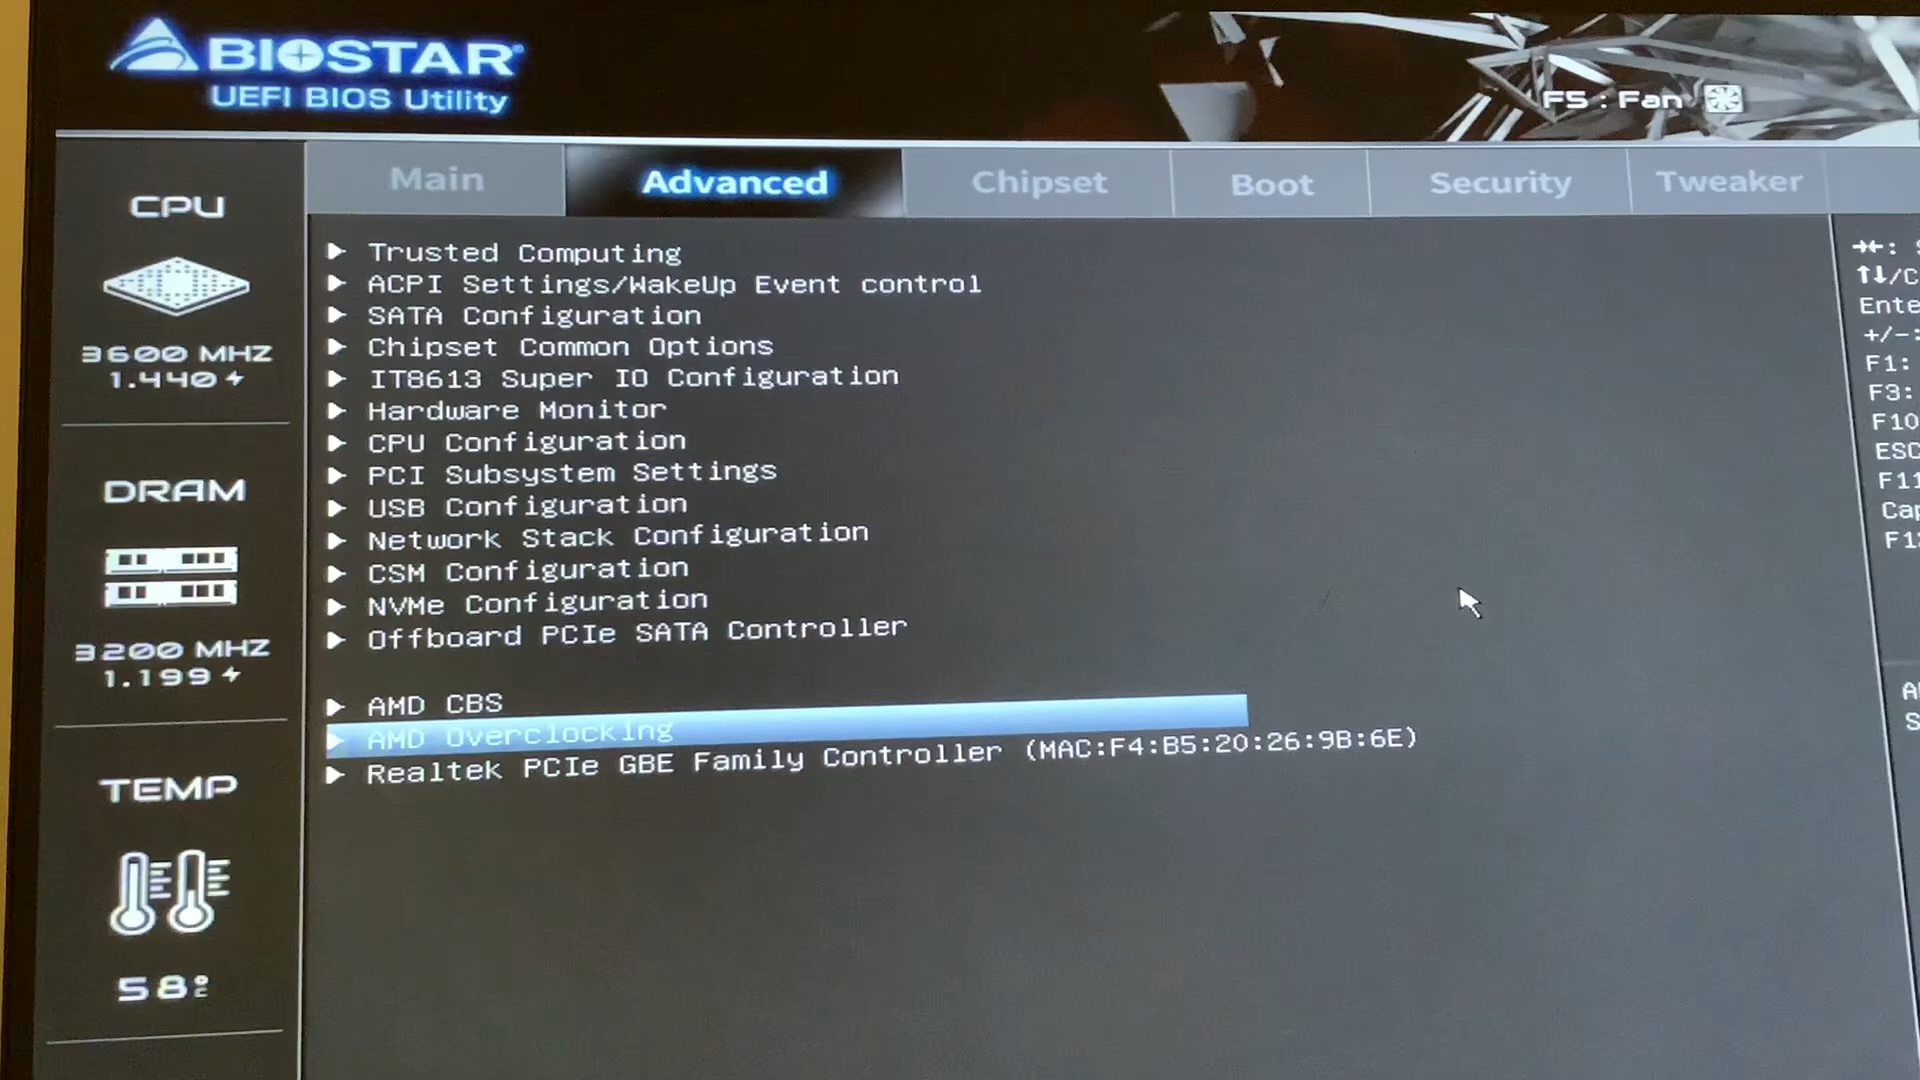 BIOSTAR
UEFI BIOS Utility
F5 : Fan
Main
Advanced
Chipset
Boot
Security
Tweaker
CPU
3600 MHZ
1.440
DRAM
3200 MHZ
1.199
TEMP
58°C
Trusted Computing
ACPI Settings/WakeUp Event control
SATA Configuration
Chipset Common Options
IT8613 Super IO Configuration
Hardware Monitor
CPU Configuration
PCI Subsystem Settings
USB Configuration
Network Stack Configuration
CSM Configuration
NVMe Configuration
Offboard PCIe SATA Controller
AMD CBS
AMD Overclocking
Realtek PCIe GBE Family Controller (MAC:F4:B5:20:26:9B:6E)
+/-:
F1:
F3:
F10
ESC